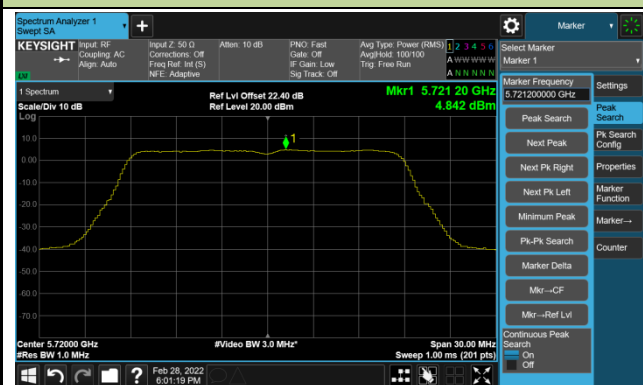 Spectrum Analyzer 1
Swept SA
+
Marker
KEYSIGHT
Input: RF
Coupling: AC
Align: Auto
Input Z: 50 Ω
Corrections: Off
Freq Ref: Int (S)
NFE: Adaptive
Atten: 10 dB
PNO: Fast
Gate: Off
IF Gain: Low
Sig Track: Off
Avg Type: Power (RMS)
Avg|Hold: 100/100
Trig: Free Run
1 2 3 4 5 6
A W W W W W
A N N N N N
LXI
Select Marker
Marker 1
1 Spectrum
Scale/Div 10 dB
Log
Ref Lvl Offset 22.40 dB
Ref Level 20.00 dBm
Mkr1 5.721 20 GHz
4.842 dBm
1
10.0
0.00
-10.0
-20.0
-30.0
-40.0
-50.0
-60.0
-70.0
Center 5.72000 GHz
#Res BW 1.0 MHz
#Video BW 3.0 MHz*
Span 30.00 MHz
Sweep 1.00 ms (201 pts)
Marker Frequency
5.721200000 GHz
Peak Search
Next Peak
Next Pk Right
Next Pk Left
Minimum Peak
Pk-Pk Search
Marker Delta
Mkr→CF
Mkr→Ref Lvl
Continuous Peak
Search
On
Off
Settings
Peak
Search
Pk Search
Config
Properties
Marker
Function
Marker→
Counter
?
Feb 28, 2022
6:01:19 PM